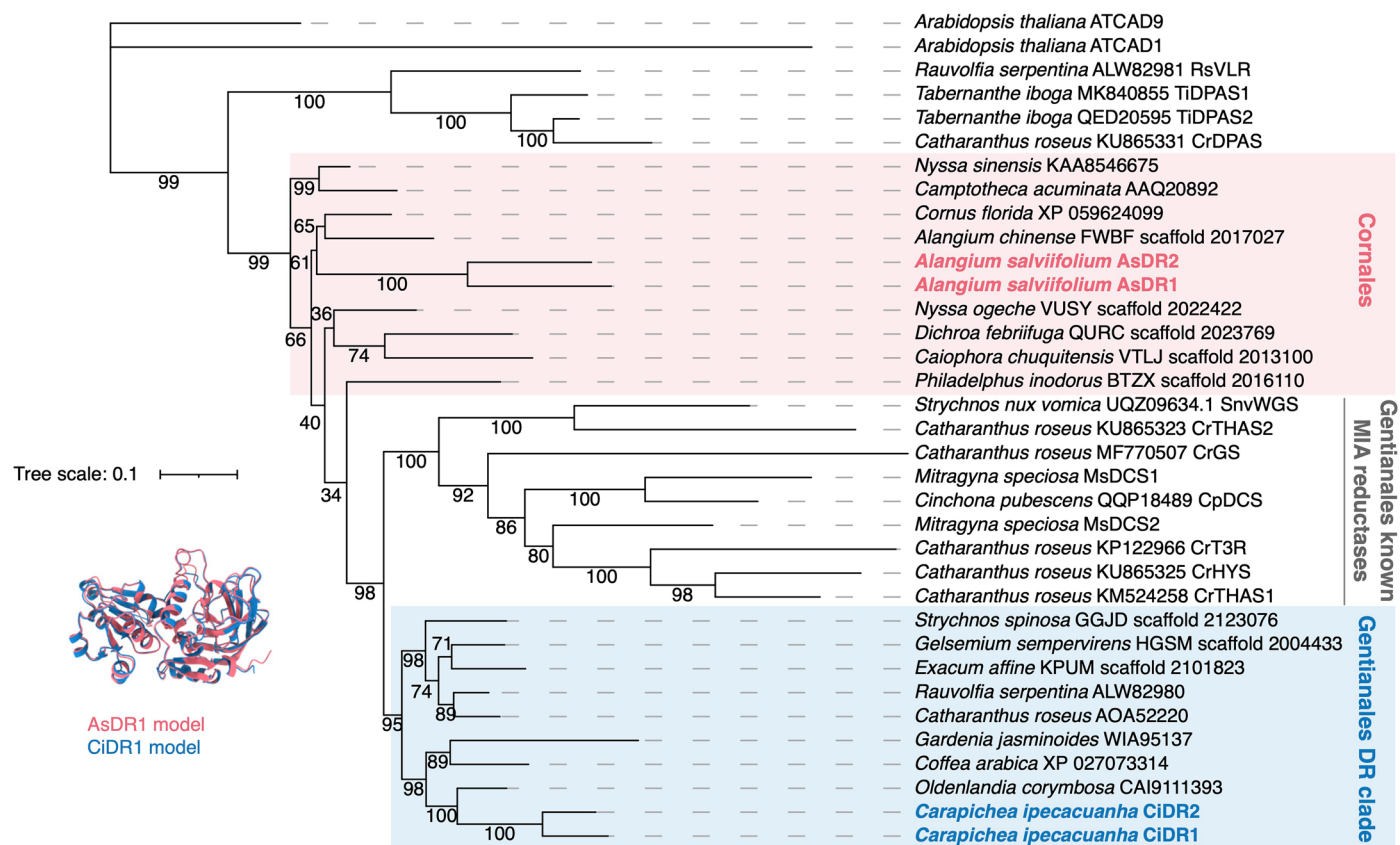 Arabidopsis thaliana ATCAD9
Arabidopsis thaliana ATCAD1
Rauvolfia serpentina ALW82981 RsVLR
100
Tabernanthe iboga MK840855 TiDPAS1
100
Tabernanthe iboga QED20595 TiDPAS2
100
Catharanthus roseus KU865331 CrDPAS
99
Nyssa sinensis KAA8546675
99
Camptotheca acuminata AAQ20892
Cornus florida XP 059624099
65
Alangium chinense FWBF scaffold 2017027
99
61
Alangium salviifolium AsDR2
100
Alangium salviifolium AsDR1
Cornales
36
Nyssa ogeche VUSY scaffold 2022422
66
Dichroa febriifuga QURC scaffold 2023769
74
Caiophora chuquitensis VTLJ scaffold 2013100
Philadelphus inodorus BTZX scaffold 2016110
40
Strychnos nux vomica UQZ09634.1 SnvWGS
100
Catharanthus roseus KU865323 CrTHAS2
100
Catharanthus roseus MF770507 CrGS
Tree scale: 0.1
34
92
Mitragyna speciosa MsDCS1
100
Cinchona pubescens QQP18489 CpDCS
86
Mitragyna speciosa MsDCS2
80
Catharanthus roseus KP122966 CrT3R
100
Catharanthus roseus KU865325 CrHYS
98
98
Catharanthus roseus KM524258 CrTHAS1
Gentianales known
MIA reductases
Strychnos spinosa GGJD scaffold 2123076
71
Gelsemium sempervirens HGSM scaffold 2004433
98
Exacum affine KPUM scaffold 2101823
74
Rauvolfia serpentina ALW82980
89
Catharanthus roseus AOA52220
95
Gardenia jasminoides WIA95137
89
Coffea arabica XP 027073314
98
Oldenlandia corymbosa CAI9111393
100
Carapichea ipecacuanha CiDR2
100
Carapichea ipecacuanha CiDR1
Gentianales DR clade
AsDR1 model
CiDR1 model